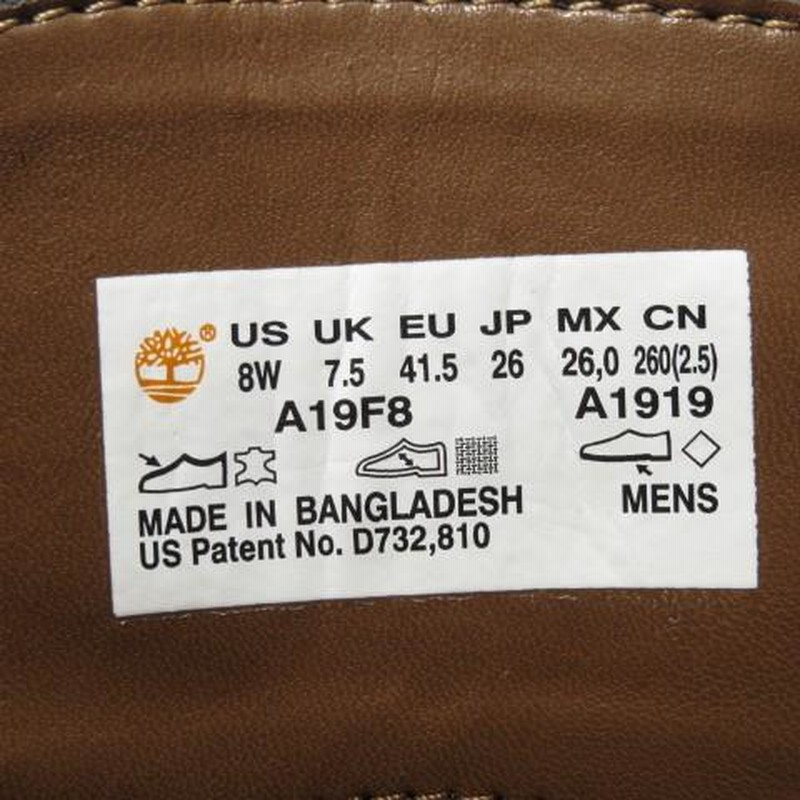 ® US UK EU JP MX CN
8W 7.5 41.5 26 26,0 260(2.5)
A19F8 A1919
MADE IN BANGLADESH MENS
US Patent No. D732,810